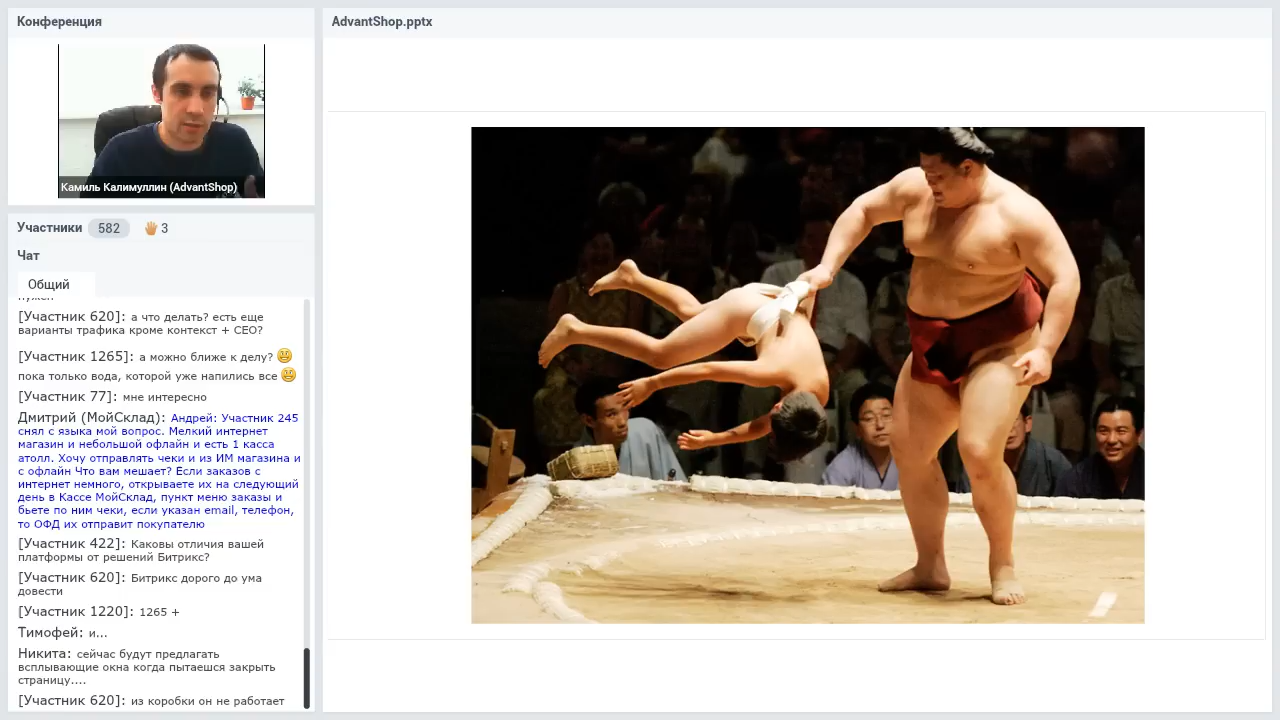 Конференция
AdvantShop.pptx
Камиль Калимуллин (AdvantShop)
Участники 582 3
Чат
Общий
[Участник 620]: а что делать? есть еще
варианты трафика кроме контекст + СЕО?
[Участник 1265]: а можно ближе к делу?
пока только вода, которой уже напились все
[Участник 77]: мне интересно
Дмитрий (МойСклад): Андрей: Участник 245
снял с языка мой вопрос. Мелкий интернет
магазин и небольшой офлайн и есть 1 касса
атолл. Хочу отправлять чеки и из ИМ магазина и
с офлайн Что вам мешает? Если заказов с
интернет немного, открываете их на следующий
день в Кассе МойСклад, пункт меню заказы и
бьете по ним чеки, если указан email, телефон,
то ОФД их отправит покупателю
[Участник 422]: Каковы отличия вашей
платформы от решений Битрикс?
[Участник 620]: Битрикс дорого до ума
довести
[Участник 1220]: 1265 +
Тимофей: и...
Никита: сейчас будут предлагать
всплывающие окна когда пытаешся закрыть
страницу....
[Участник 620]: из коробки он не работает